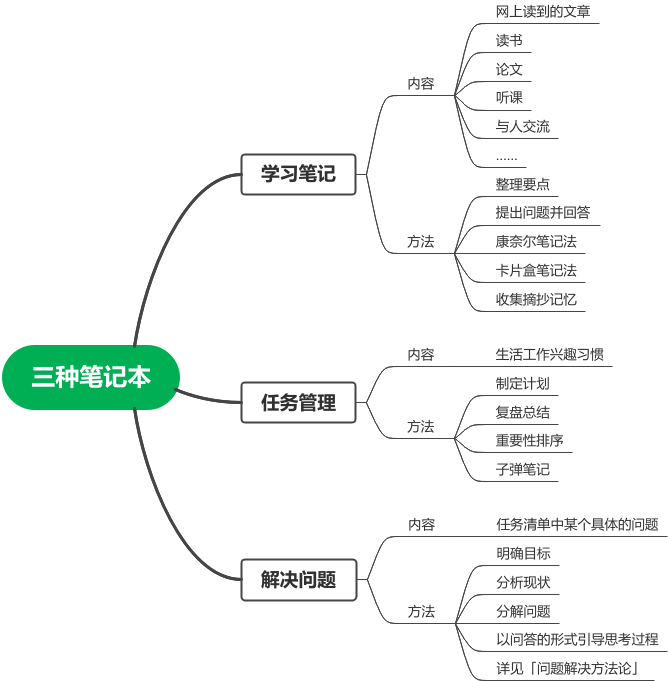 三种笔记本
学习笔记
内容
网上读到的文章
读书
论文
听课
与人交流
......
方法
整理要点
提出问题并回答
康奈尔笔记法
卡片盒笔记法
收集摘抄记忆
任务管理
内容
生活工作兴趣习惯
方法
制定计划
复盘总结
重要性排序
子弹笔记
解决问题
内容
任务清单中某个具体的问题
方法
明确目标
分析现状
分解问题
以问答的形式引导思考过程
详见「问题解决方法论」